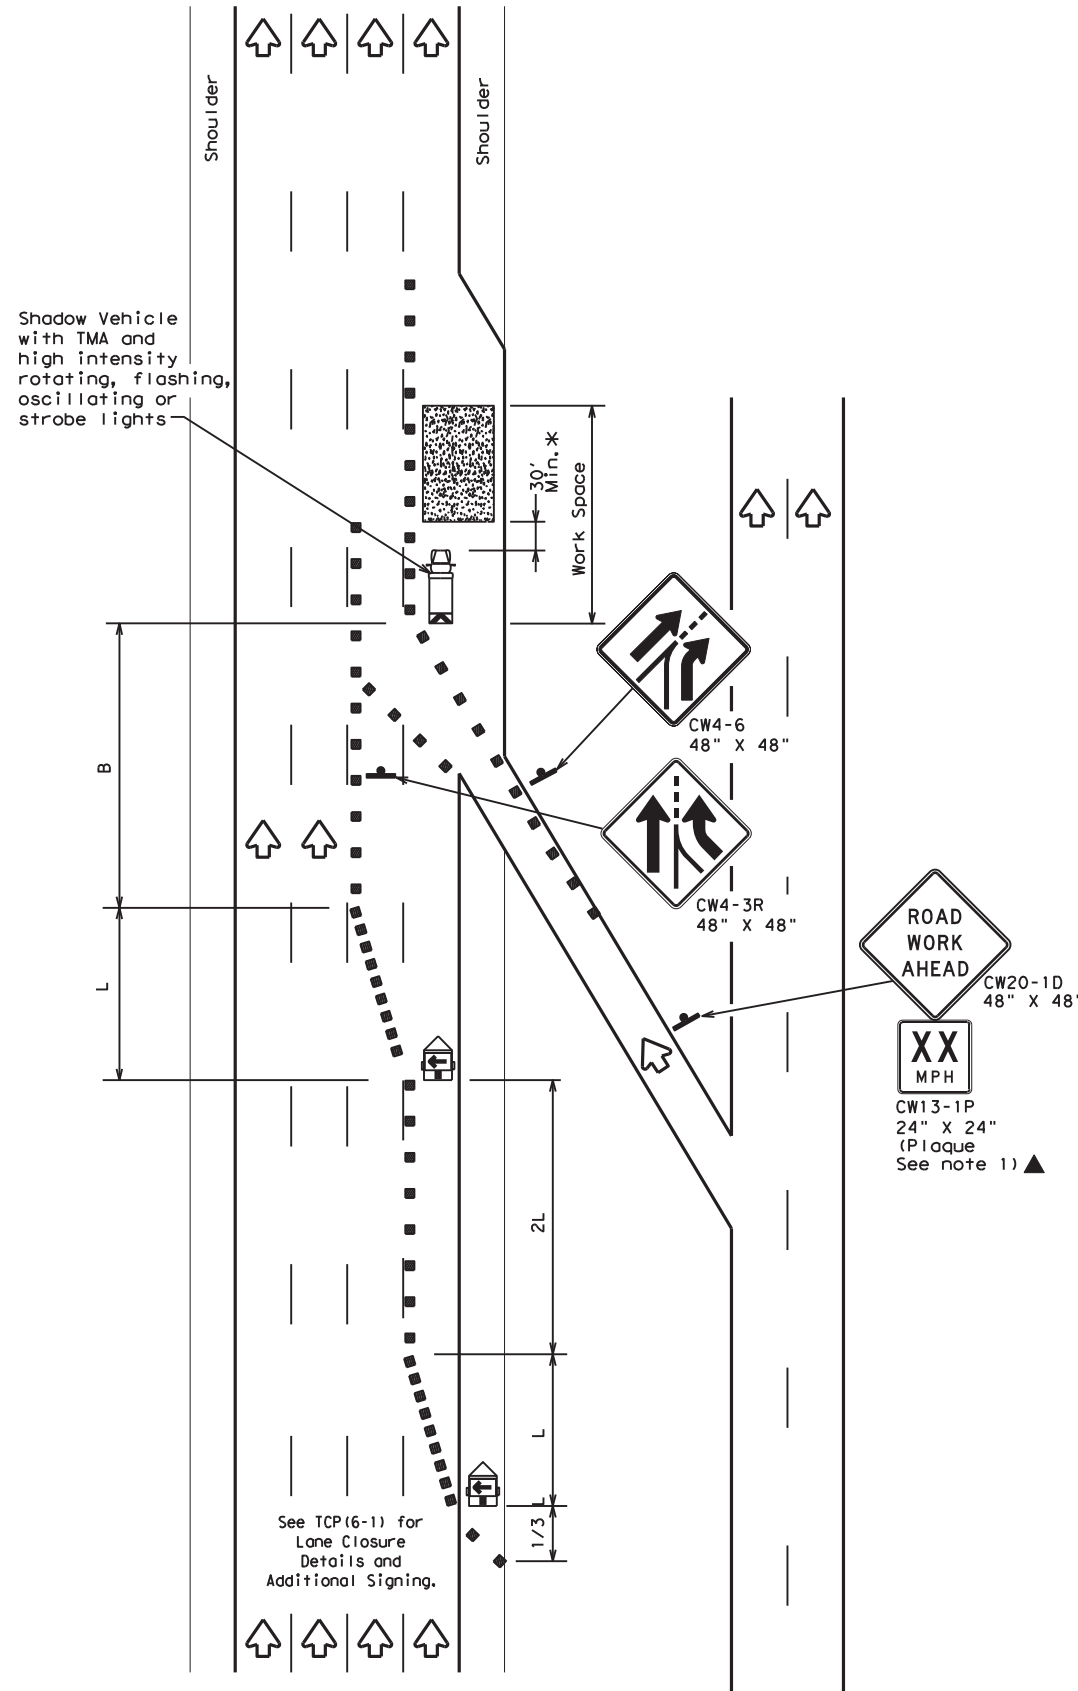 Shoulder
Shoulder
Shadow Vehicle
with TMA and
high intensity
rotating, flashing,
oscillating or
strobe lights
30'
Min.*
Work Space
CW4-6
48" X 48"
B
CW4-3R
48" X 48"
ROAD
WORK
AHEAD
CW20-1D
48" X 48"
L
XX
MPH
CW13-1P
24" X 24"
(Plaque
See note 1)▲
2L
L
1/3 L
See TCP(6-1) for
Lane Closure
Details and
Additional Signing.